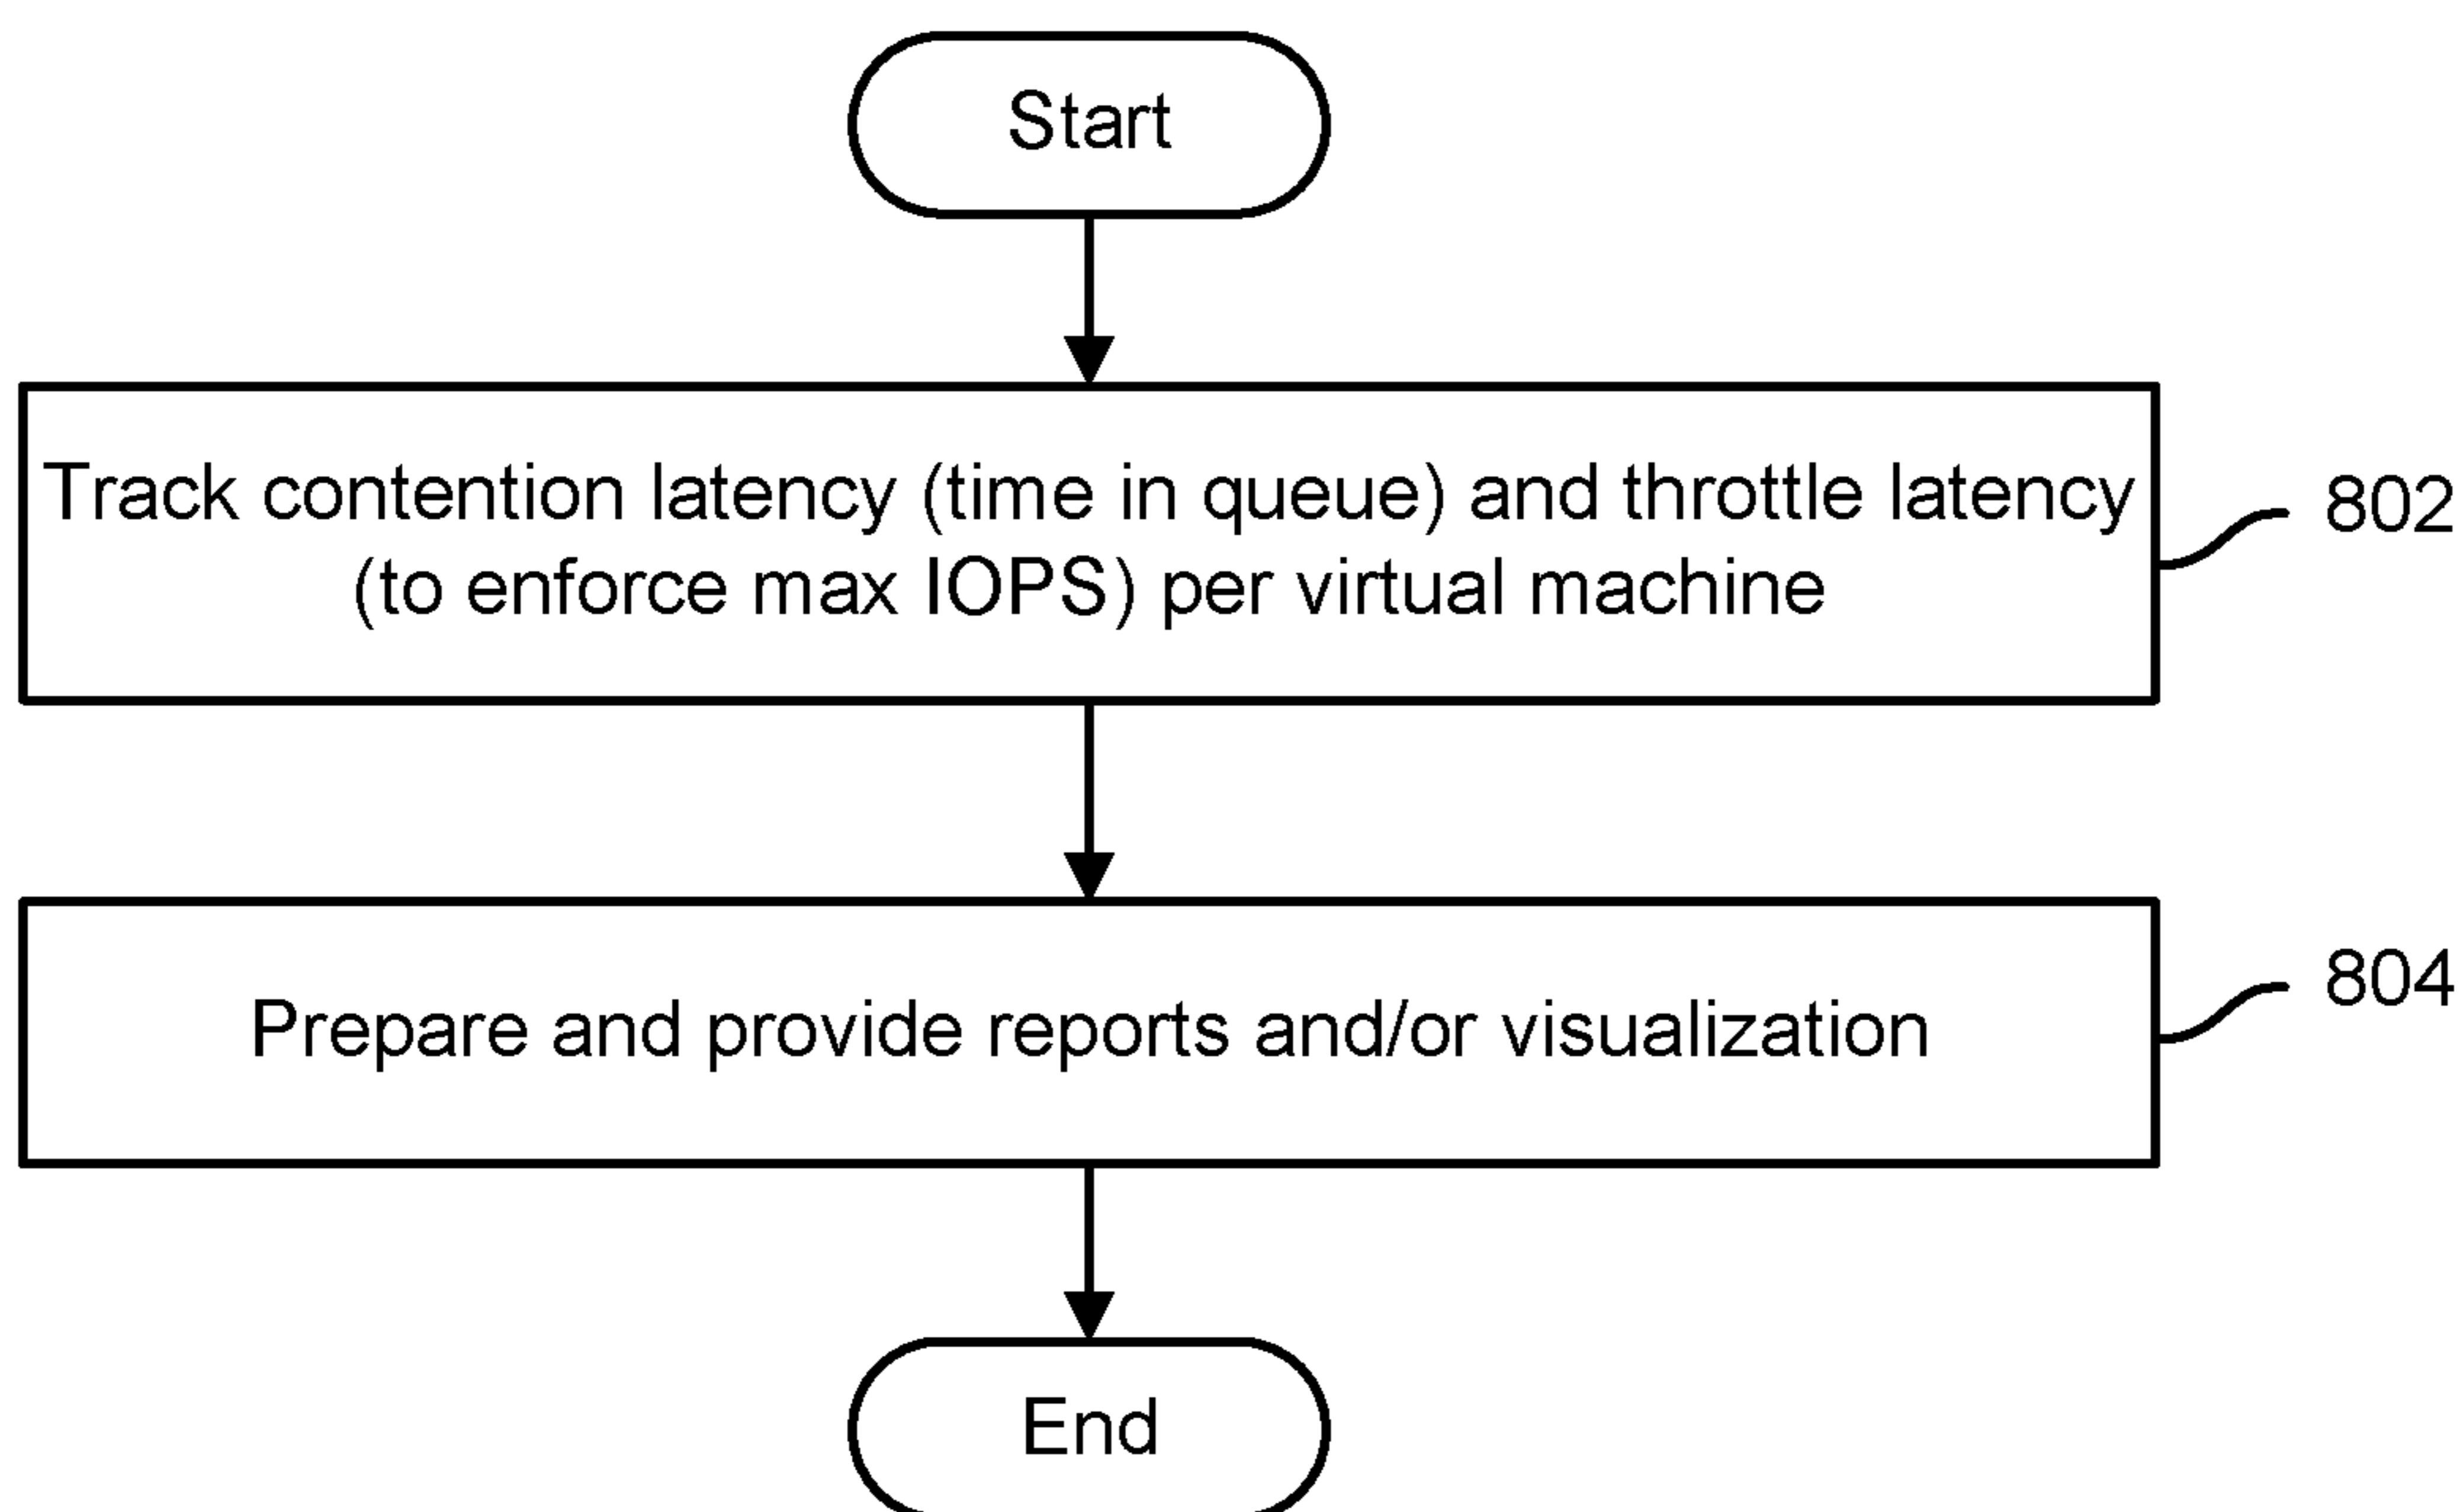 Start
Track contention latency (time in queue) and throttle latency
(to enforce max IOPS) per virtual machine
802
Prepare and provide reports and/or visualization
804
End